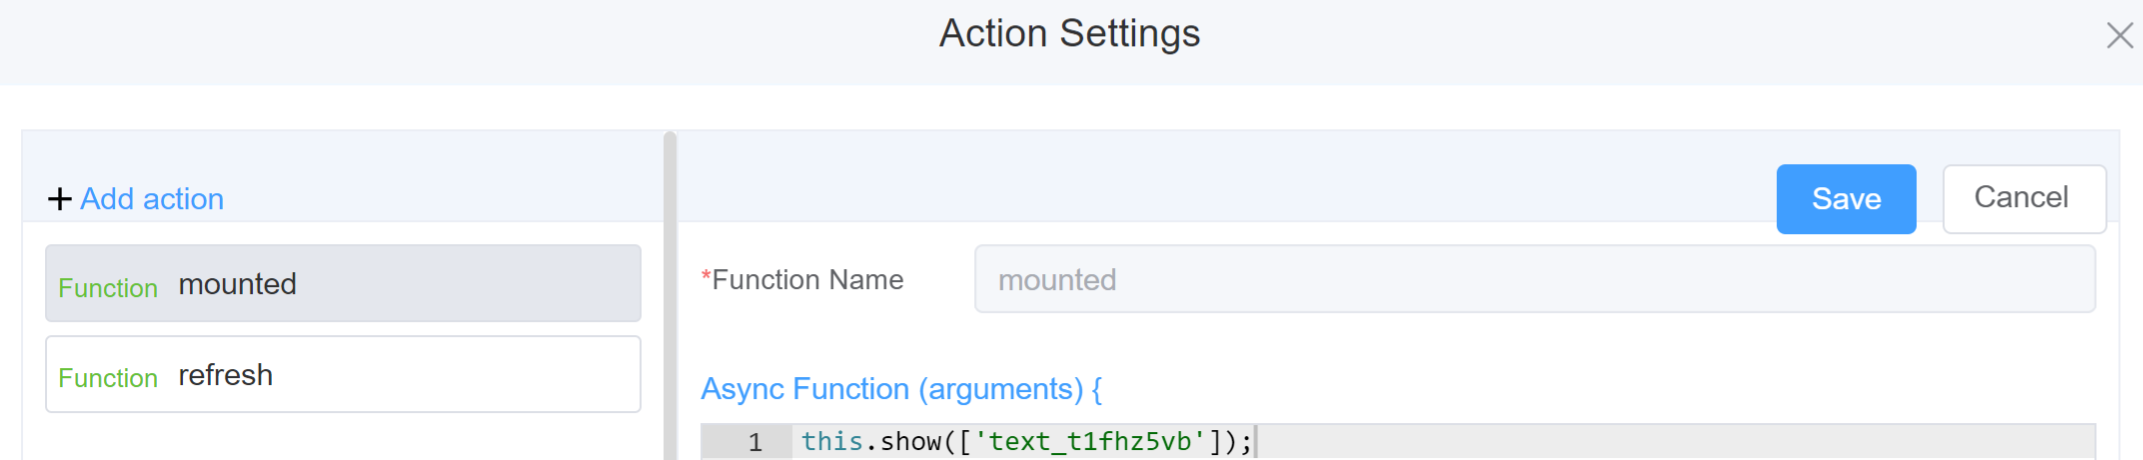 Action Settings
+ Add action
Save
Cancel
Function mounted
Function refresh
*Function Name
mounted
Async Function (arguments) {
1 this.show(['text_t1fhz5vb']);